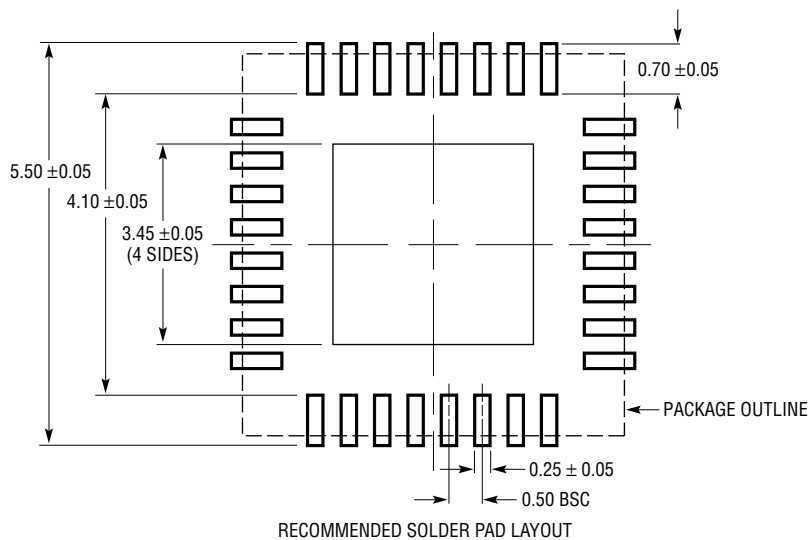 0.70 ±0.05
5.50 ±0.05
4.10 ±0.05
3.45 ±0.05
(4 SIDES)
PACKAGE OUTLINE
0.25 ± 0.05
0.50 BSC
RECOMMENDED SOLDER PAD LAYOUT